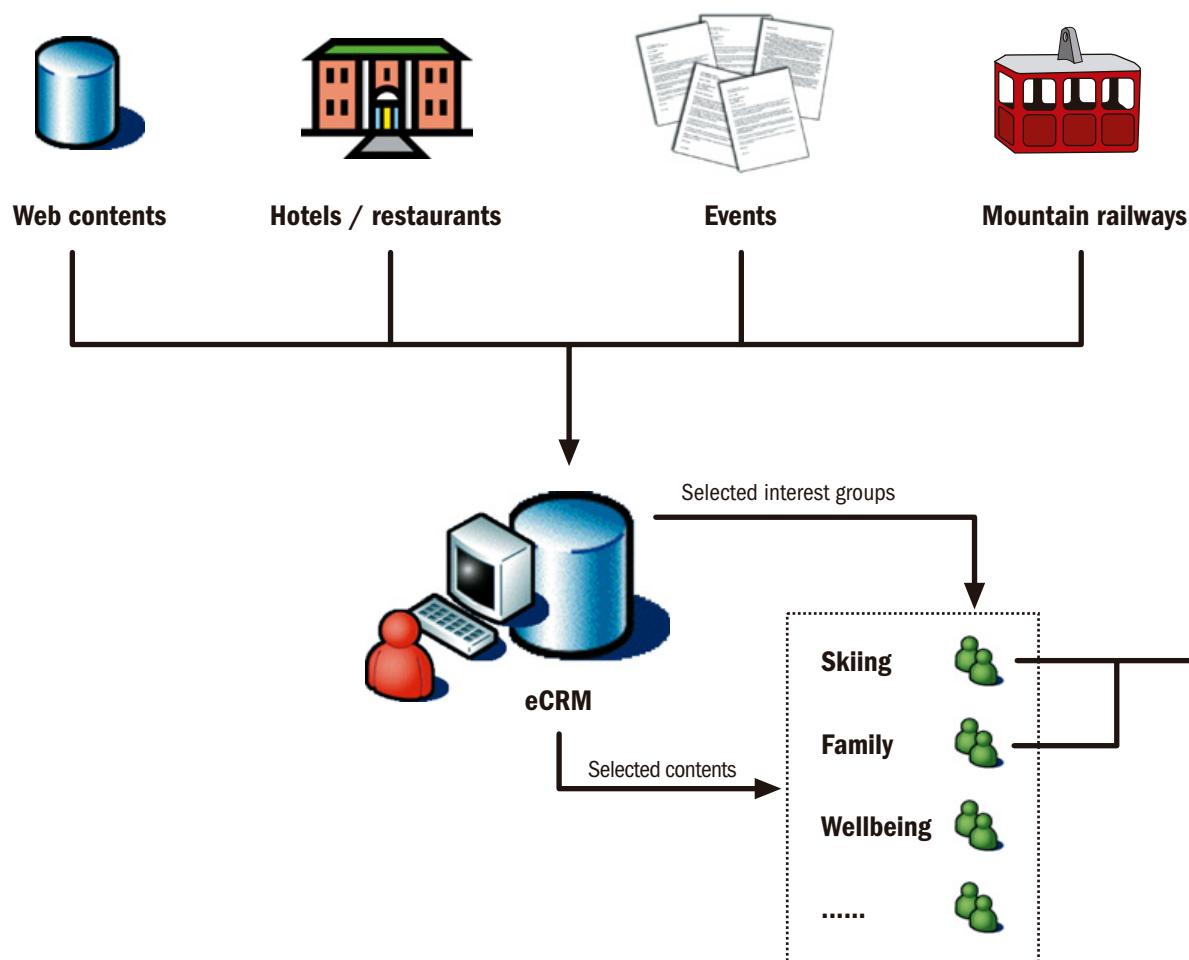 Web contents
Hotels / restaurants
Events
Mountain railways
Selected interest groups
Skiing
eCRM
Family
Selected contents
Wellbeing
......